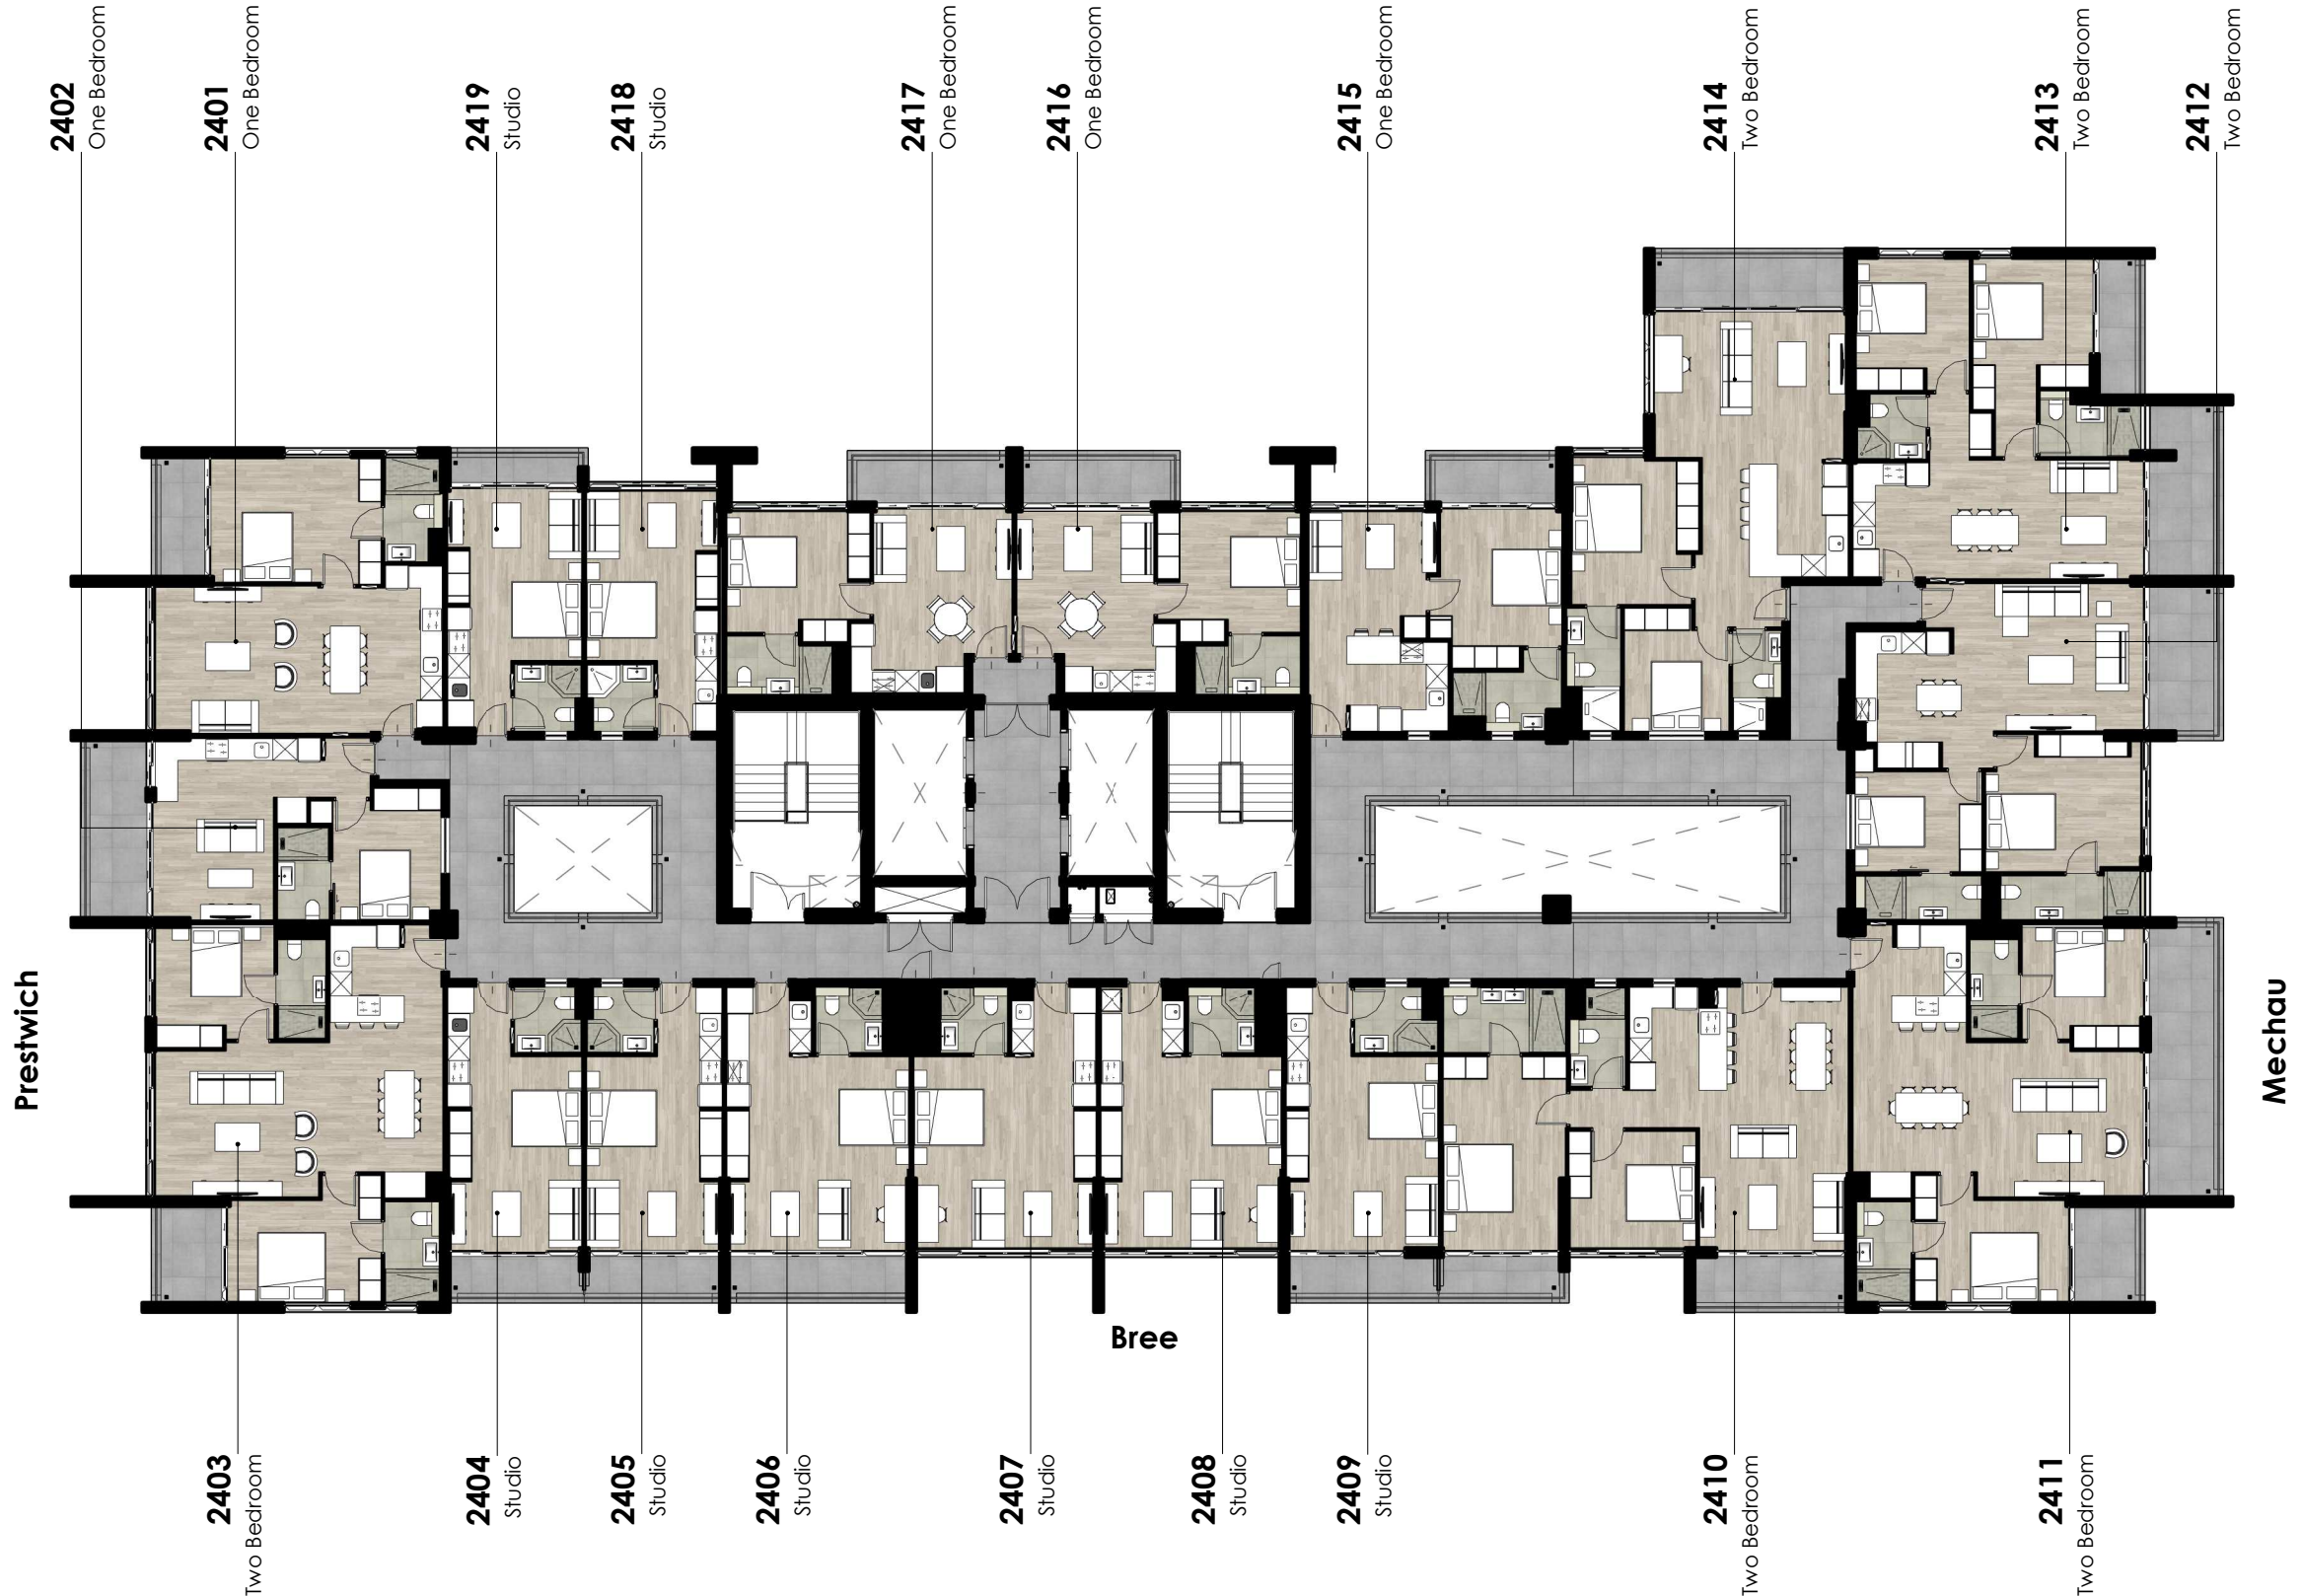 2402
One Bedroom
2401
One Bedroom
2419
Studio
2418
Studio
2417
One Bedroom
2416
One Bedroom
2415
One Bedroom
2414
Two Bedroom
2413
Two Bedroom
2412
Two Bedroom
Prestwich
Mechau
Bree
2403
Two Bedroom
2404
Studio
2405
Studio
2406
Studio
2407
Studio
2408
Studio
2409
Studio
2410
Two Bedroom
2411
Two Bedroom